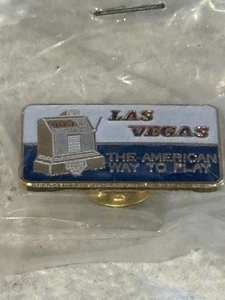 LAS
VEGAS
THE AMERICAN
WAY TO PLAY